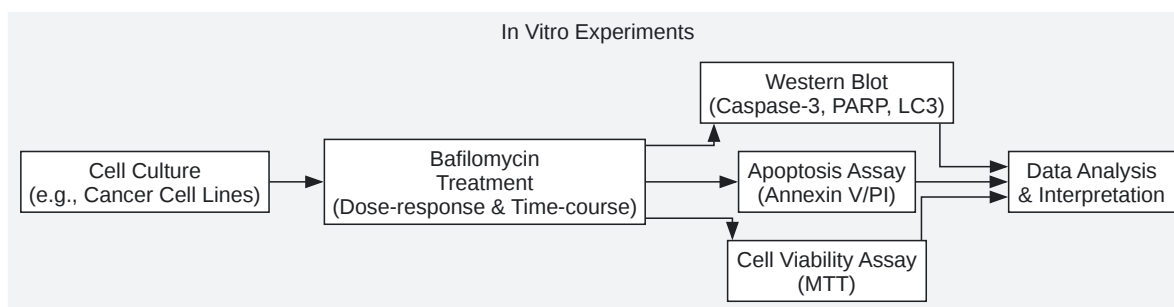 In Vitro Experiments
Cell Culture
(e.g., Cancer Cell Lines)
Bafilomycin
Treatment
(Dose-response & Time-course)
Western Blot
(Caspase-3, PARP, LC3)
Apoptosis Assay
(Annexin V/PI)
Cell Viability Assay
(MTT)
Data Analysis
& Interpretation